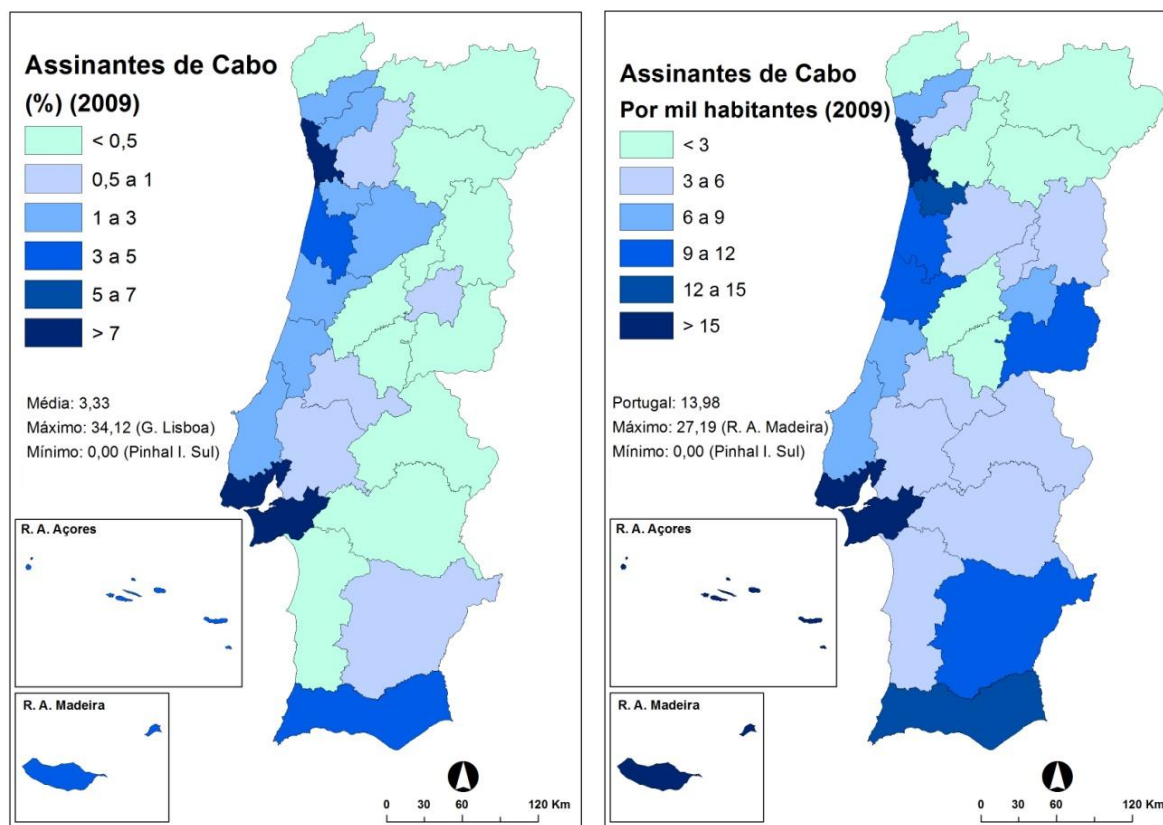 Assinantes de Cabo
(%) (2009)
< 0,5
0,5 a 1
1 a 3
3 a 5
5 a 7
> 7
Média: 3,33
Máximo: 34,12 (G. Lisboa)
Mínimo: 0,00 (Pinhal I. Sul)
R. A. Açores
R. A. Madeira
0 30 60 120 Km
Assinantes de Cabo
Por mil habitantes (2009)
< 3
3 a 6
6 a 9
9 a 12
12 a 15
> 15
Portugal: 13,98
Máximo: 27,19 (R. A. Madeira)
Mínimo: 0,00 (Pinhal I. Sul)
R. A. Açores
R. A. Madeira
0 30 60 120 Km